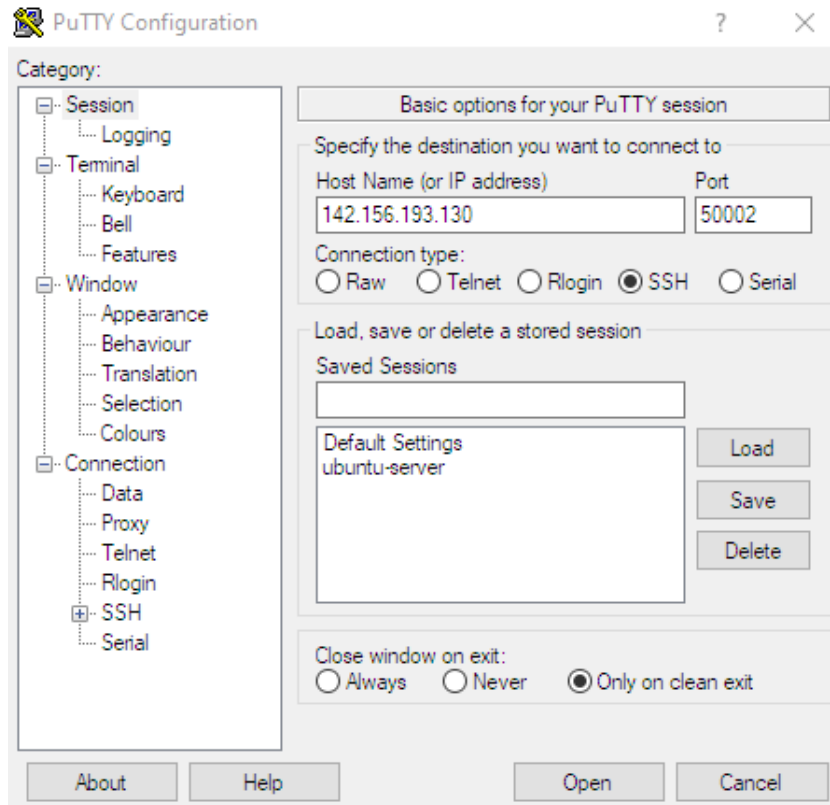 PuTTY Configuration
?
Category:
Session
Logging
Terminal
Keyboard
Bell
Features
Window
Appearance
Behaviour
Translation
Selection
Colours
Connection
Data
Proxy
Telnet
Rlogin
SSH
Serial
Basic options for your PuTTY session
Specify the destination you want to connect to
Host Name (or IP address) Port
142.156.193.130 50002
Connection type:
Raw Telnet Rlogin SSH Serial
Load, save or delete a stored session
Saved Sessions
Default Settings
ubuntu-server
Load
Save
Delete
Close window on exit:
Always Never Only on clean exit
About Help Open Cancel